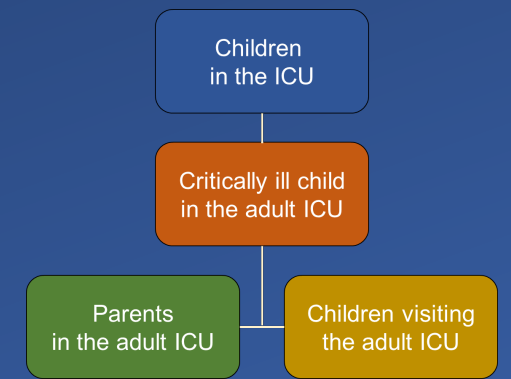 Children
in the ICU
Critically ill child
in the adult ICU
Parents
in the adult ICU
Children visiting
the adult ICU